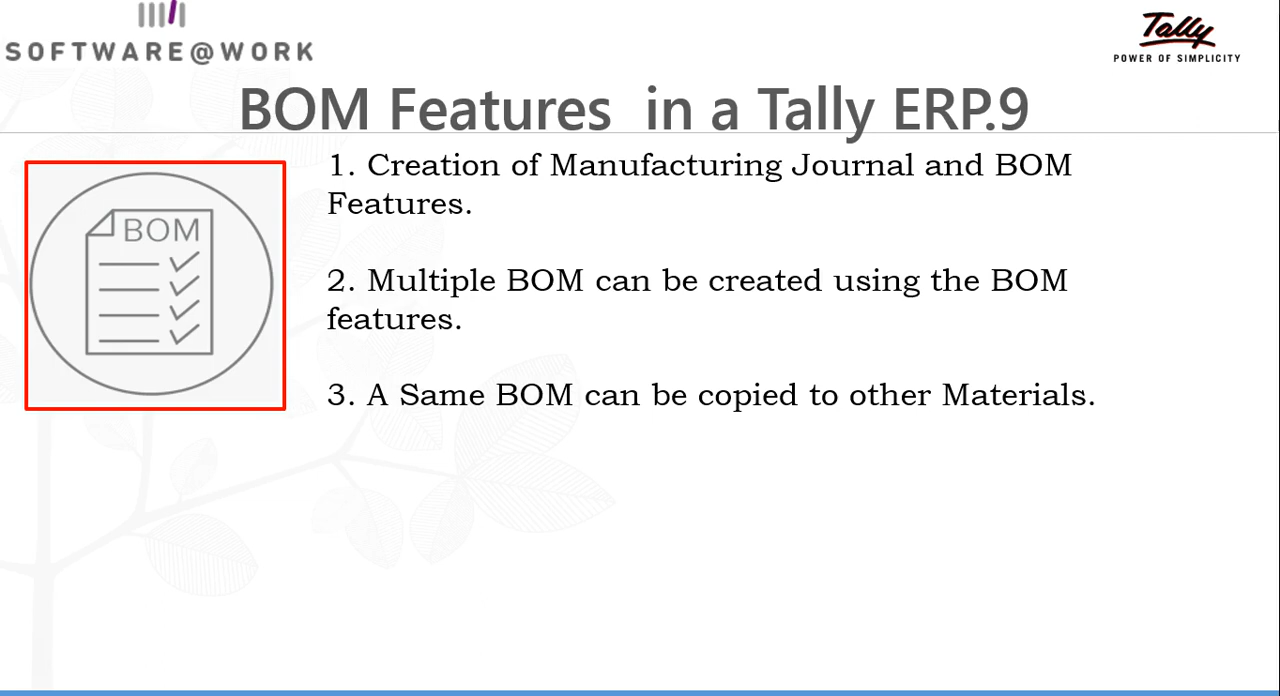 SOFTWARE@WORK
Tally
POWER OF SIMPLICITY
BOM Features  in a Tally ERP.9
BOM
1. Creation of Manufacturing Journal and BOM
Features.
2. Multiple BOM can be created using the BOM
features.
3. A Same BOM can be copied to other Materials.